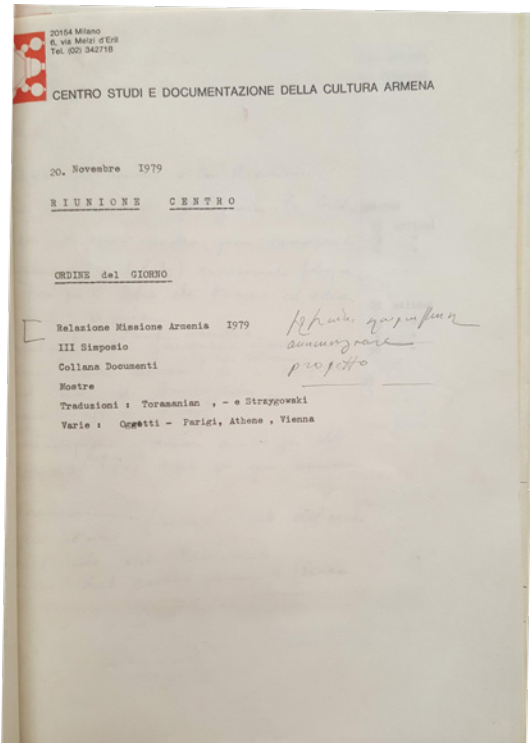 20154 Milano
6, via Melzi d'Eril
Tel. (02) 342718
CENTRO STUDI E DOCUMENTAZIONE DELLA CULTURA ARMENA
20. Novembre 1979
RIUNIONE CENTRO
ORDINE del GIORNO
Relazione Missione Armenia 1979
III Simposio
Collana Documenti
Mostre
Traduzioni : Toramanian , - e Strzygowski
Varie : Oggetti - Parigi, Athene , Vienna
progetto